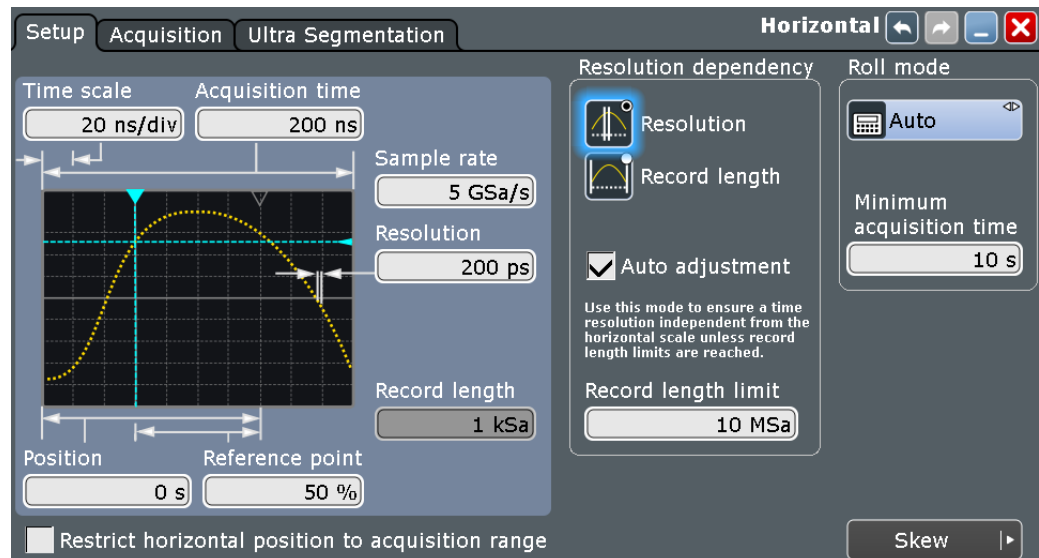 Setup
Acquisition
Ultra Segmentation
Horizontal
Time scale
20 ns/div
Acquisition time
200 ns
Sample rate
5 GSa/s
Resolution
200 ps
Record length
1 kSa
Position
0 s
Reference point
50 %
Restrict horizontal position to acquisition range
Resolution dependency
Resolution
Record length
Auto adjustment
Use this mode to ensure a time
resolution independent from the
horizontal scale unless record
length limits are reached.
Record length limit
10 MSa
Roll mode
Auto
Minimum
acquisition time
10 s
Skew